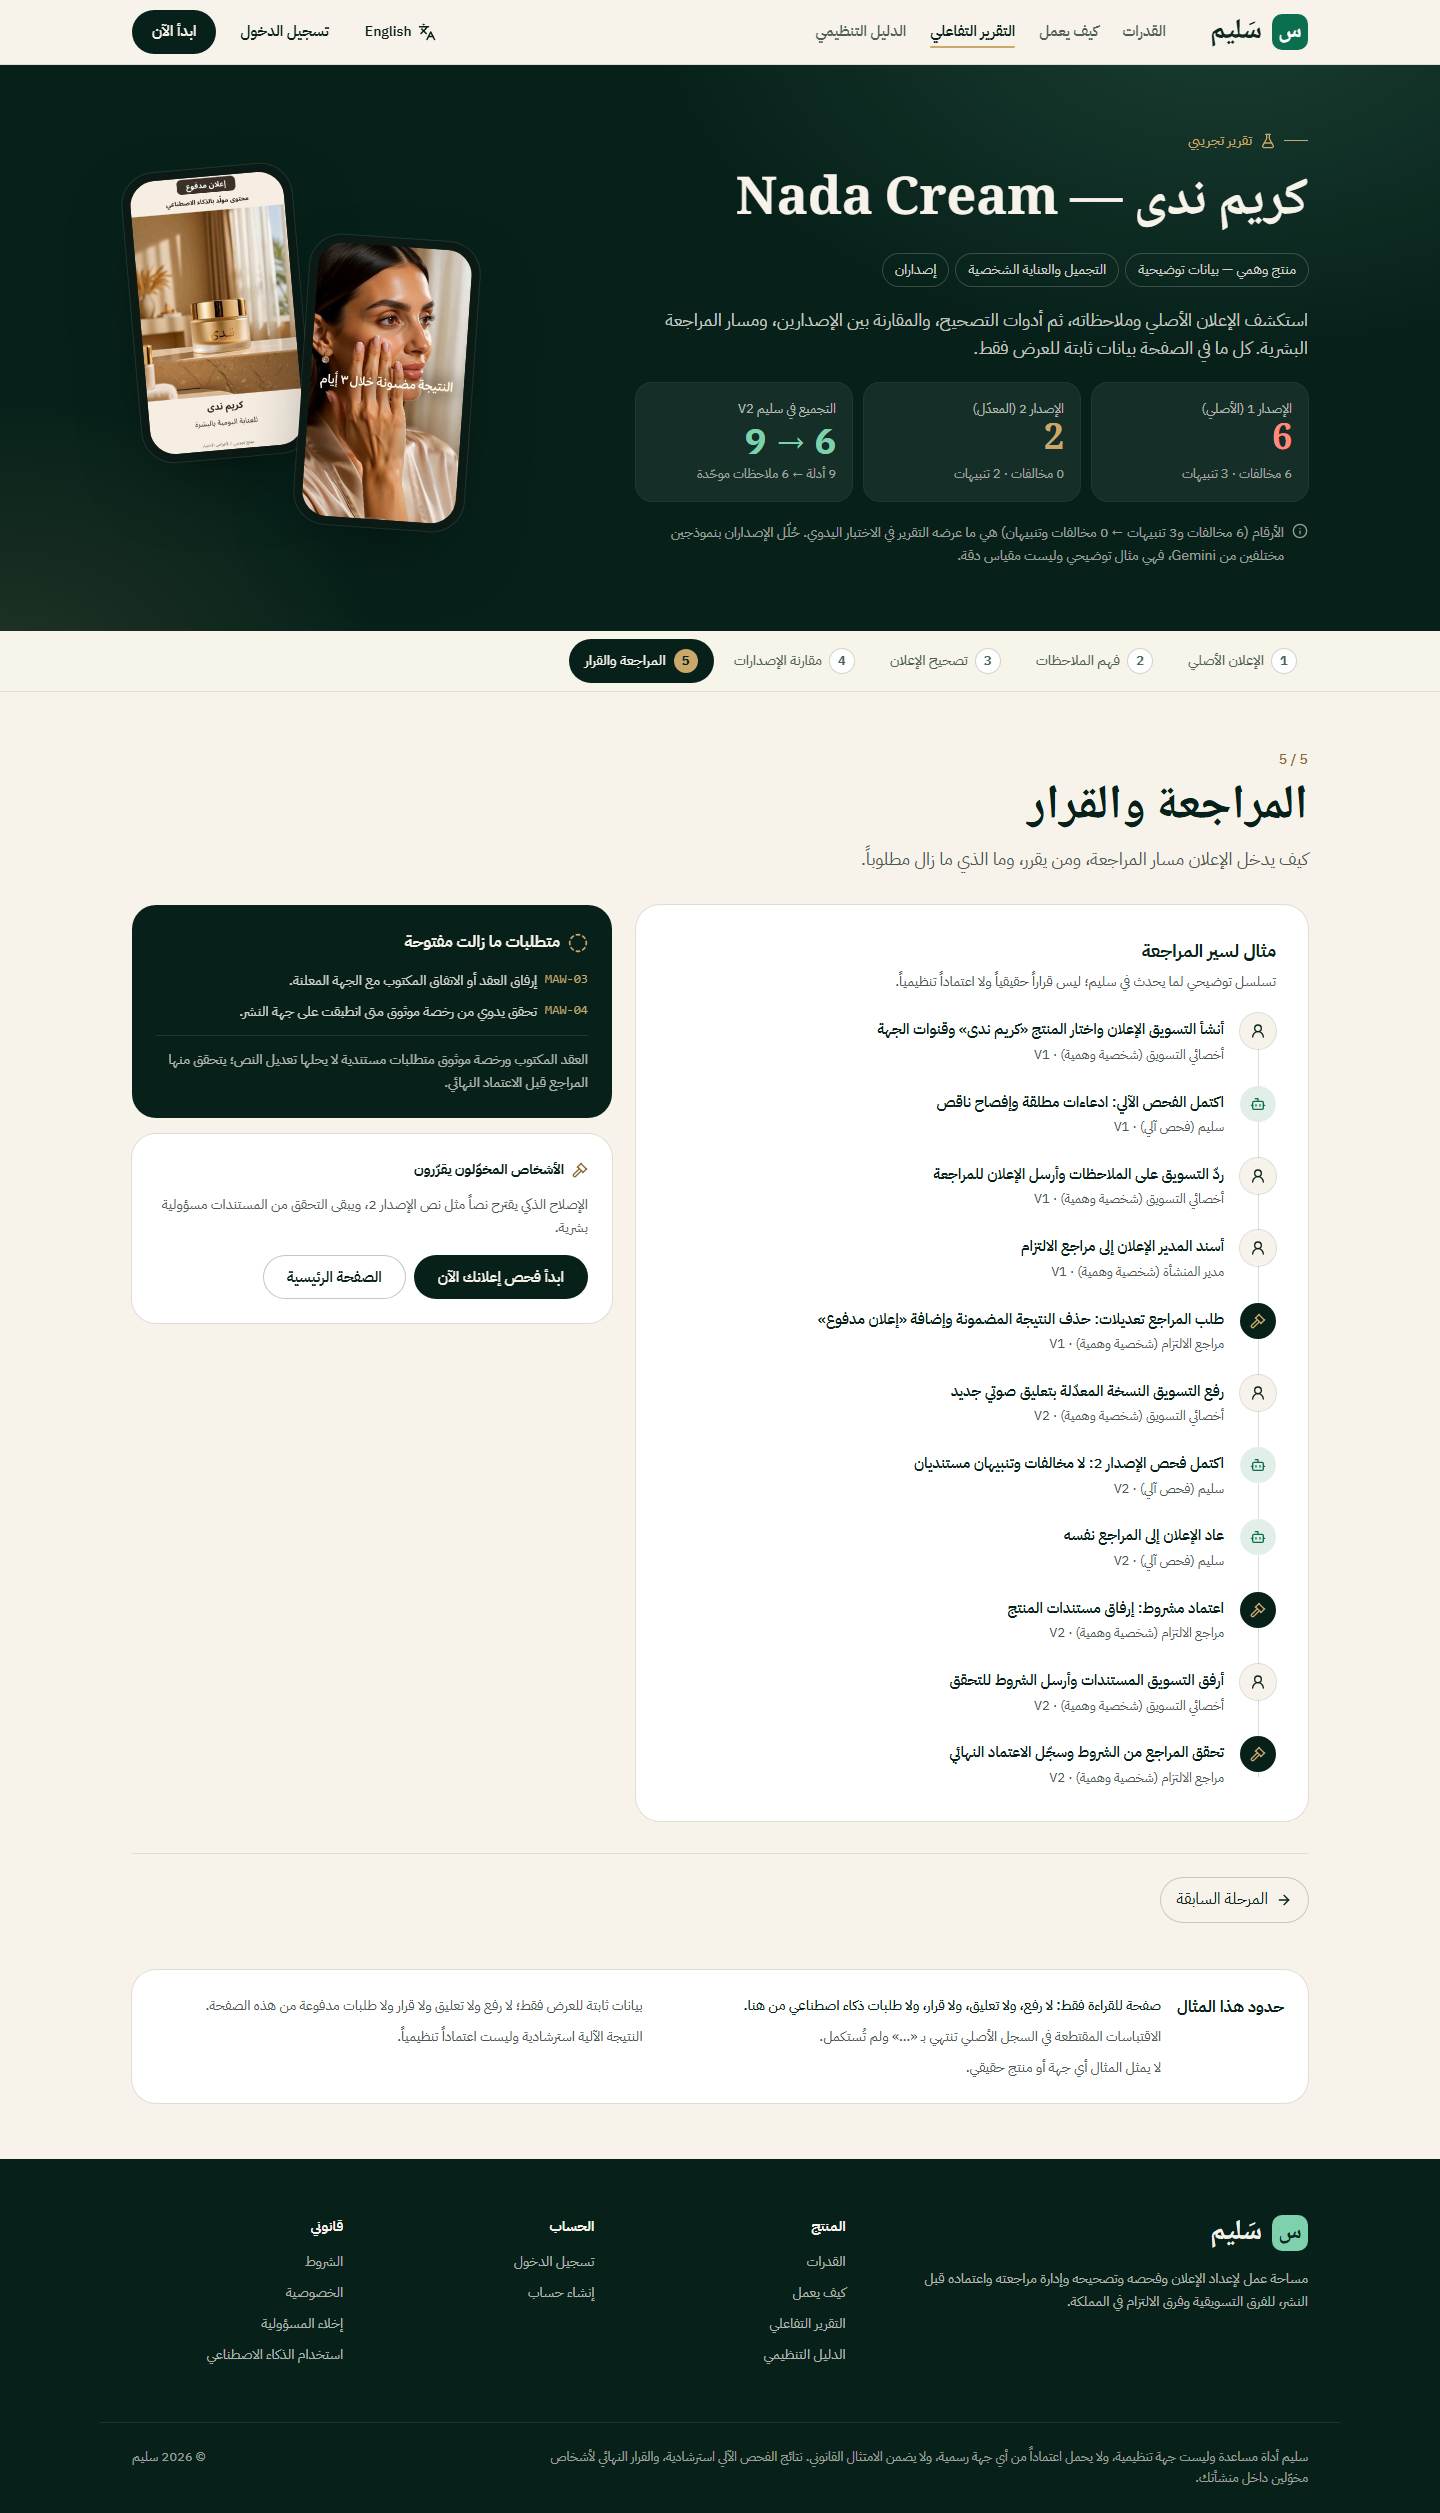 س سَليم
القدرات
كيف يعمل
التقرير التفاعلي
الدليل التنظيمي
English
تسجيل الدخول
ابدأ الآن
تقرير تجريبي
كريم ندى — Nada Cream
منتج وهمي — بيانات توضيحية
التجميل والعناية الشخصية
إصداران
استكشف الإعلان الأصلي وملاحظاته، ثم أدوات التصحيح، والمقارنة بين الإصدارين، ومسار المراجعة
البشرية. كل ما في الصفحة بيانات ثابتة للعرض فقط.
الإصدار 1 (الأصلي)
6
6 مخالفات · 3 تنبيهات
الإصدار 2 (المعدّل)
2
0 مخالفات · 2 تنبيهات
التجميع في سليم V2
9 → 6
9 أدلة ← 6 ملاحظات موحّدة
الأرقام (6 مخالفات و3 تنبيهات ← 0 مخالفات وتنبيهان) هي ما عرضه التقرير في الاختبار اليدوي. حُلّل الإصداران بنموذجين
مختلفين من Gemini، فهي مثال توضيحي وليست مقياس دقة.
إعلان مدفوع
محتوى مولّد بالذكاء الاصطناعي
ندى
كريم ندى
للعناية اليومية بالبشرة
النتيجة مضمونة خلال ٣ أيام
1 الإعلان الأصلي
2 فهم الملاحظات
3 تصحيح الإعلان
4 مقارنة الإصدارات
5 المراجعة والقرار
5 / 5
المراجعة والقرار
كيف يدخل الإعلان مسار المراجعة، ومن يقرر، وما الذي ما زال مطلوباً.
مثال لسير المراجعة
تسلسل توضيحي لما يحدث في سليم؛ ليس قراراً حقيقياً ولا اعتماداً تنظيمياً.
أنشأ التسويق الإعلان واختار المنتج «كريم ندى» وقنوات الجهة
أخصائي التسويق (شخصية وهمية) · V1
اكتمل الفحص الآلي: ادعاءات مطلقة وإفصاح ناقص
سليم (فحص آلي) · V1
ردّ التسويق على الملاحظات وأرسل الإعلان للمراجعة
أخصائي التسويق (شخصية وهمية) · V1
أسند المدير الإعلان إلى مراجع الالتزام
مدير المنشأة (شخصية وهمية) · V1
طلب المراجع تعديلات: حذف النتيجة المضمونة وإضافة «إعلان مدفوع»
مراجع الالتزام (شخصية وهمية) · V1
رفع التسويق النسخة المعدّلة بتعليق صوتي جديد
أخصائي التسويق (شخصية وهمية) · V2
اكتمل فحص الإصدار 2: لا مخالفات وتنبيهان مستنديان
سليم (فحص آلي) · V2
عاد الإعلان إلى المراجع نفسه
سليم (فحص آلي) · V2
اعتماد مشروط: إرفاق مستندات المنتج
مراجع الالتزام (شخصية وهمية) · V2
أرفق التسويق المستندات وأرسل الشروط للتحقق
أخصائي التسويق (شخصية وهمية) · V2
تحقق المراجع من الشروط وسجّل الاعتماد النهائي
مراجع الالتزام (شخصية وهمية) · V2
متطلبات ما زالت مفتوحة
MAW-03 إرفاق العقد أو الاتفاق المكتوب مع الجهة المعلنة.
MAW-04 تحقق يدوي من رخصة موثوق متى انطبقت على جهة النشر.
العقد المكتوب ورخصة موثوق متطلبات مستندية لا يحلها تعديل النص؛ يتحقق منها
المراجع قبل الاعتماد النهائي.
الأشخاص المخوّلون يقرّرون
الإصلاح الذكي يقترح نصاً مثل نص الإصدار 2، ويبقى التحقق من المستندات مسؤولية
بشرية.
ابدأ فحص إعلانك الآن
الصفحة الرئيسية
المرحلة السابقة
حدود هذا المثال
صفحة للقراءة فقط: لا رفع، ولا تعليق، ولا قرار، ولا طلبات ذكاء اصطناعي من هنا.
بيانات ثابتة للعرض فقط؛ لا رفع ولا تعليق ولا قرار ولا طلبات مدفوعة من هذه الصفحة.
الاقتباسات المقتطعة في السجل الأصلي تنتهي بـ «...» ولم تُستكمل.
النتيجة الآلية استرشادية وليست اعتماداً تنظيمياً.
لا يمثل المثال أي جهة أو منتج حقيقي.
س سَليم
مساحة عمل لإعداد الإعلان وفحصه وتصحيحه وإدارة مراجعته واعتماده قبل
النشر، للفرق التسويقية وفرق الالتزام في المملكة.
المنتج
القدرات
كيف يعمل
التقرير التفاعلي
الدليل التنظيمي
الحساب
تسجيل الدخول
إنشاء حساب
قانوني
الشروط
الخصوصية
إخلاء المسؤولية
استخدام الذكاء الاصطناعي
سليم أداة مساعدة وليست جهة تنظيمية، ولا يحمل اعتماداً من أي جهة رسمية، ولا يضمن الامتثال القانوني. نتائج الفحص الآلي استرشادية، والقرار النهائي لأشخاص
مخوّلين داخل منشأتك.
© 2026 سليم